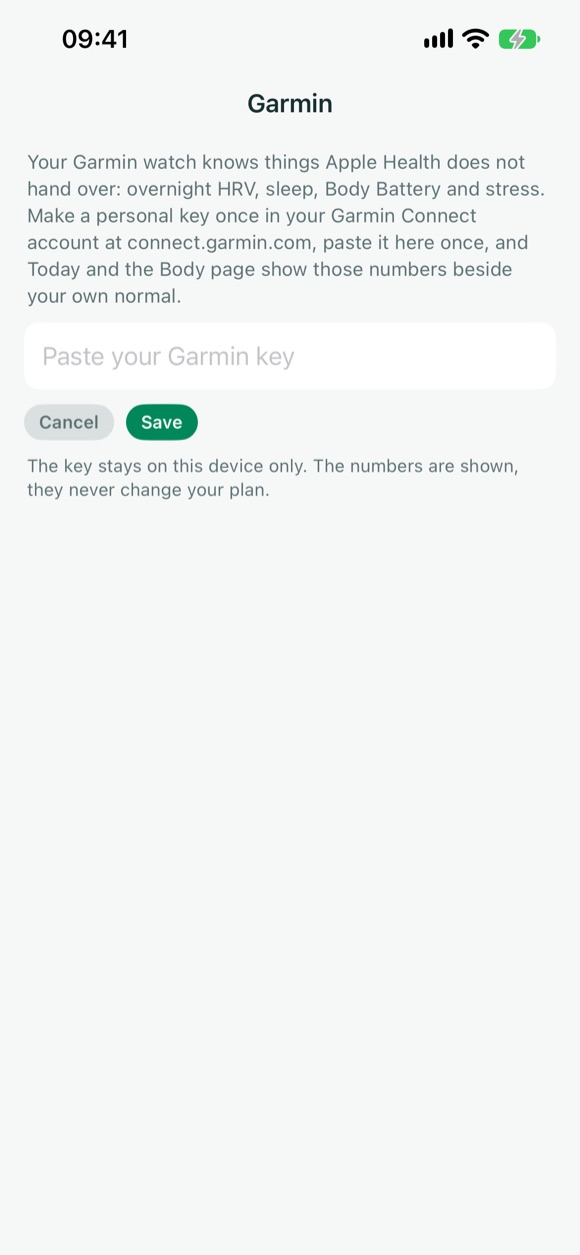 09:41
Garmin
Your Garmin watch knows things Apple Health does not
hand over: overnight HRV, sleep, Body Battery and stress.
Make a personal key once in your Garmin Connect
account at connect.garmin.com, paste it here once, and
Today and the Body page show those numbers beside
your own normal.
Paste your Garmin key
Cancel Save
The key stays on this device only. The numbers are shown,
they never change your plan.